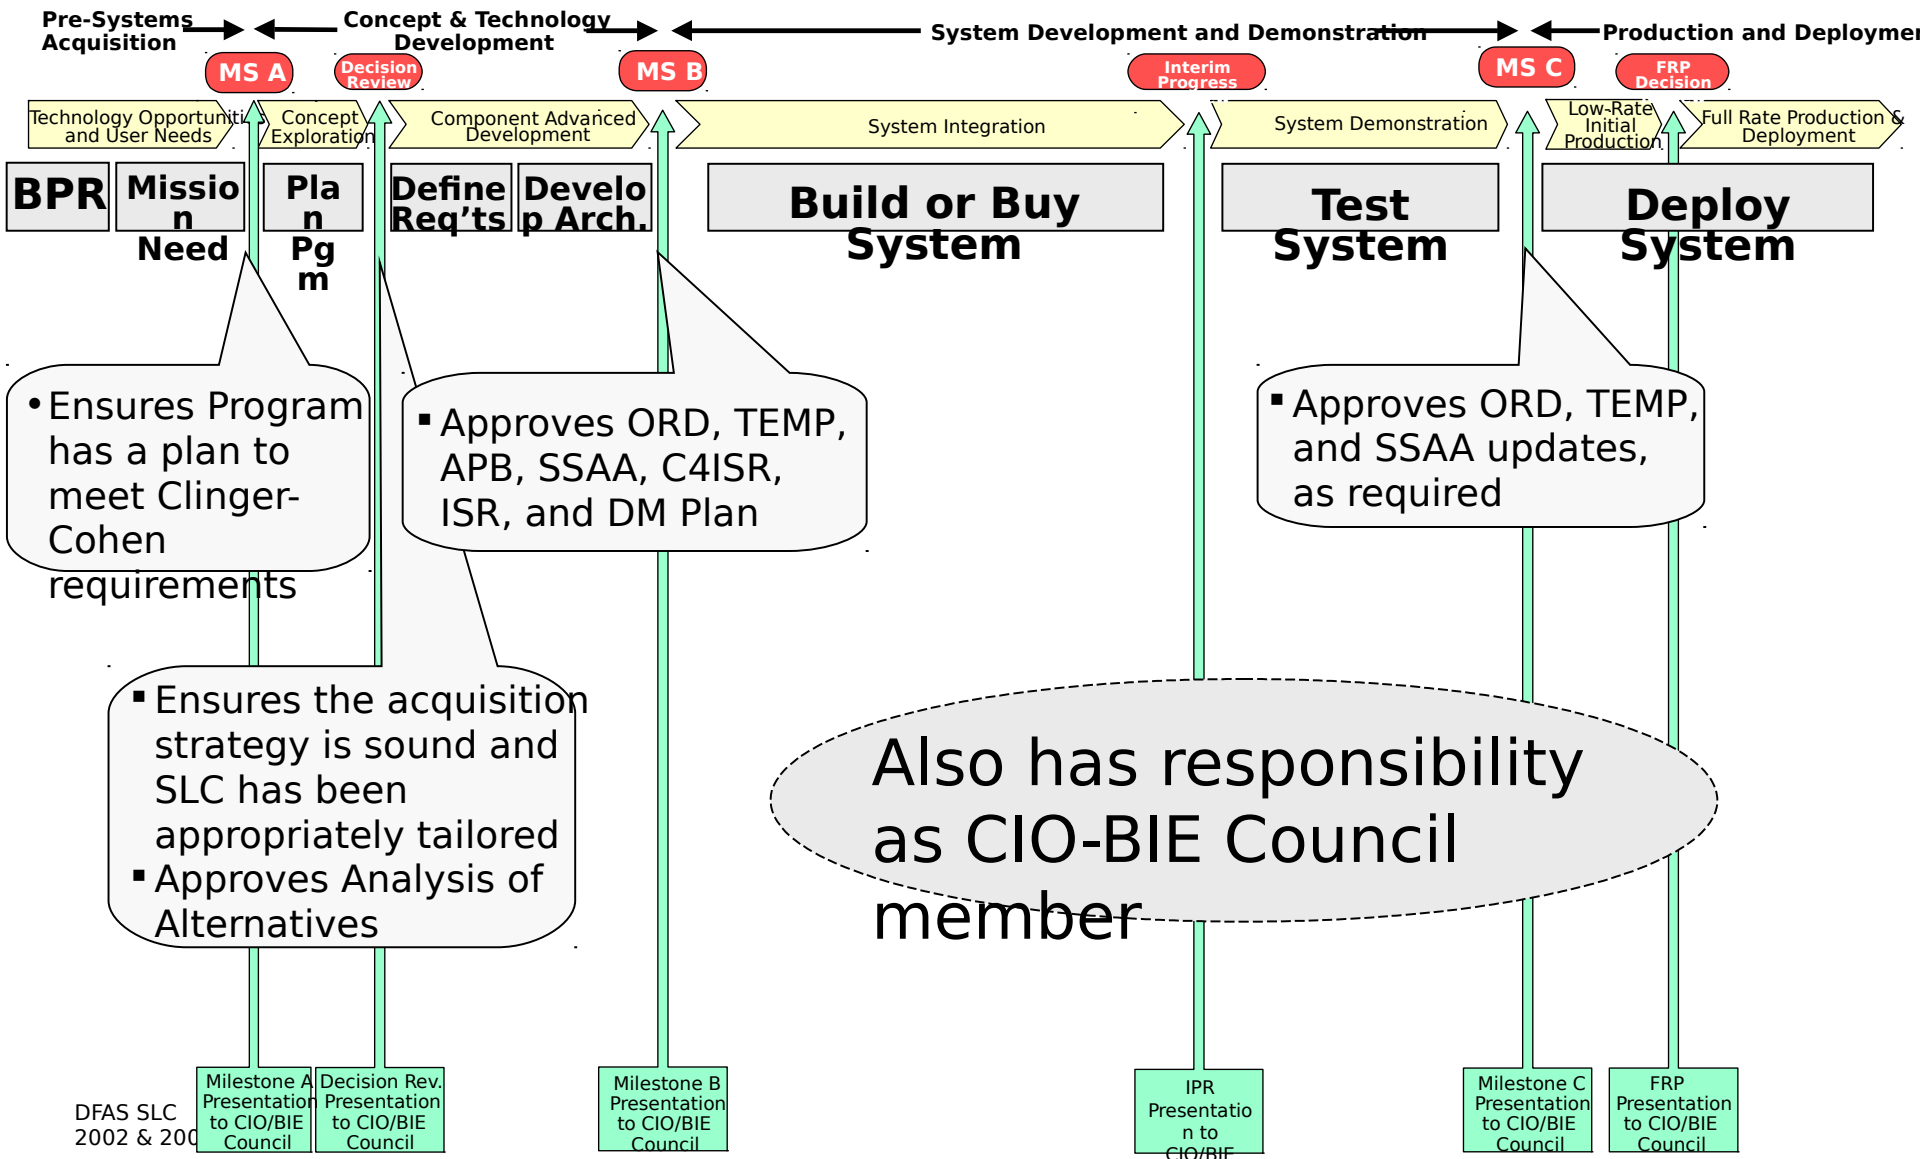 Pre-Systems
Acquisition
Concept & Technology
Development
System Development and Demonstration
Production and Deploymen
MS A
Decision
Review
MS B
Interim
Progress
MS C
FRP
Decision
Technology Opportunities
and User Needs
Concept
Exploration
Component Advanced
Development
System Integration
System Demonstration
Low-Rate
Initial
Production
Full Rate Production &
Deployment
BPR
Missio
n
Need
Pla
n
Pg
m
Define
Req’ts
Develo
p Arch.
Build or Buy
System
Test
System
Deploy
System
•Ensures Program
has a plan to
meet Clinger-
Cohen
requirements
▪Approves ORD, TEMP,
APB, SSAA, C4ISR,
ISR, and DM Plan
▪Approves ORD, TEMP,
and SSAA updates,
as required
▪Ensures the acquisition
strategy is sound and
SLC has been
appropriately tailored
▪Approves Analysis of
Alternatives
Also has responsibility
as CIO-BIE Council
member
DFAS SLC
2002 & 200
Milestone A
Presentation
to CIO/BIE
Council
Decision Rev.
Presentation
to CIO/BIE
Council
Milestone B
Presentation
to CIO/BIE
Council
IPR
Presentatio
n to
CIO/BIE
Milestone C
Presentation
to CIO/BIE
Council
FRP
Presentation
to CIO/BIE
Council